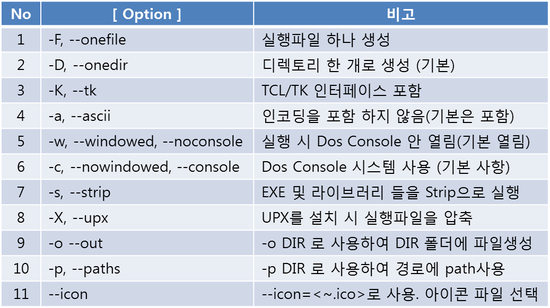 No [ Option ] 비고
1 -F, --onefile 실행파일 하나 생성
2 -D, --onedir 디렉토리 한 개로 생성 (기본)
3 -K, --tk TCL/TK 인터페이스 포함
4 -a, --ascii 인코딩을 포함 하지 않음(기본은 포함)
5 -w, --windowed, --noconsole 실행 시 Dos Console 안 열림(기본 열림)
6 -c, --nowindowed, --console Dos Console 시스템 사용 (기본 사항)
7 -s, --strip EXE 및 라이브러리 들을 Strip으로 실행
8 -X, --upx UPX를 설치 시 실행파일을 압축
9 -o --out -o DIR 로 사용하여 DIR 폴더에 파일생성
10 -p, --paths -p DIR 로 사용하여 경로에 path사용
11 --icon --icon=<~.ico>로 사용. 아이콘 파일 선택